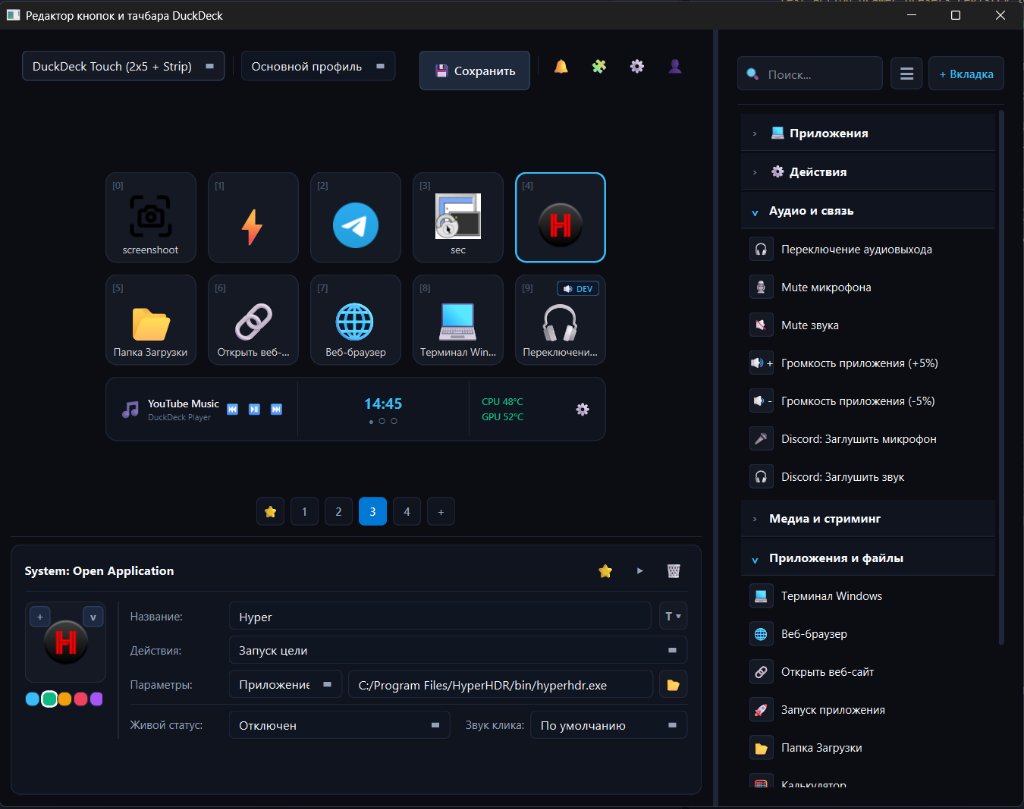 Редактор кнопок и тачбара DuckDeck
DuckDeck Touch (2x5 + Strip)
Основной профиль
Сохранить
Поиск...
+ Вкладка
[0]
screenshoot
[1]
[2]
[3]
sec
[4]
H
[5]
Папка Загрузки
[6]
Открыть веб-...
[7]
Веб-браузер
[8]
Терминал Win...
[9]
DEV
Переключени...
YouTube Music
DuckDeck Player
14:45
CPU 48°C
GPU 52°C
1
2
3
4
+
System: Open Application
+
v
H
Название:
Hyper
T
Действия:
Запуск цели
Параметры:
Приложение
C:/Program Files/HyperHDR/bin/hyperhdr.exe
Живой статус:
Отключен
Звук клика:
По умолчанию
Приложения
Действия
Аудио и связь
Переключение аудиовыхода
Mute микрофона
Mute звука
+
Громкость приложения (+5%)
-
Громкость приложения (-5%)
Discord: Заглушить микрофон
Discord: Заглушить звук
Медиа и стриминг
Приложения и файлы
Терминал Windows
Веб-браузер
Открыть веб-сайт
Запуск приложения
Папка Загрузки
Калькулятор